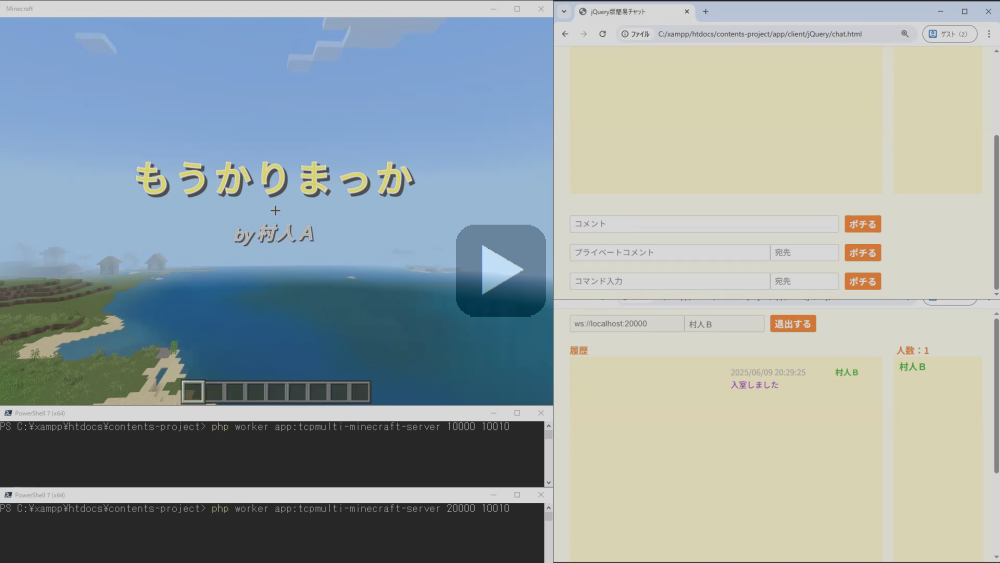 Minecraft
もうかりまっか
by 村人A
PowerShell 7 (x64)
PS C:¥xampp¥htdocs¥contents-project> php worker app:tcpmulti-minecraft-server 10000 10010
PowerShell 7 (x64)
PS C:¥xampp¥htdocs¥contents-project> php worker app:tcpmulti-minecraft-server 20000 10010
jQuery版簡易チャット
ファイル C:/xampp/htdocs/contents-project/app/client/jQuery/chat.html
ゲスト (2)
コメント ポチる
プライベートコメント 宛先 ポチる
コマンド入力 宛先 ポチる
ws://localhost:20000 村人B 退出する
履歴 人数：1
2025/06/09 20:29:25 村人B 村人B
入室しました